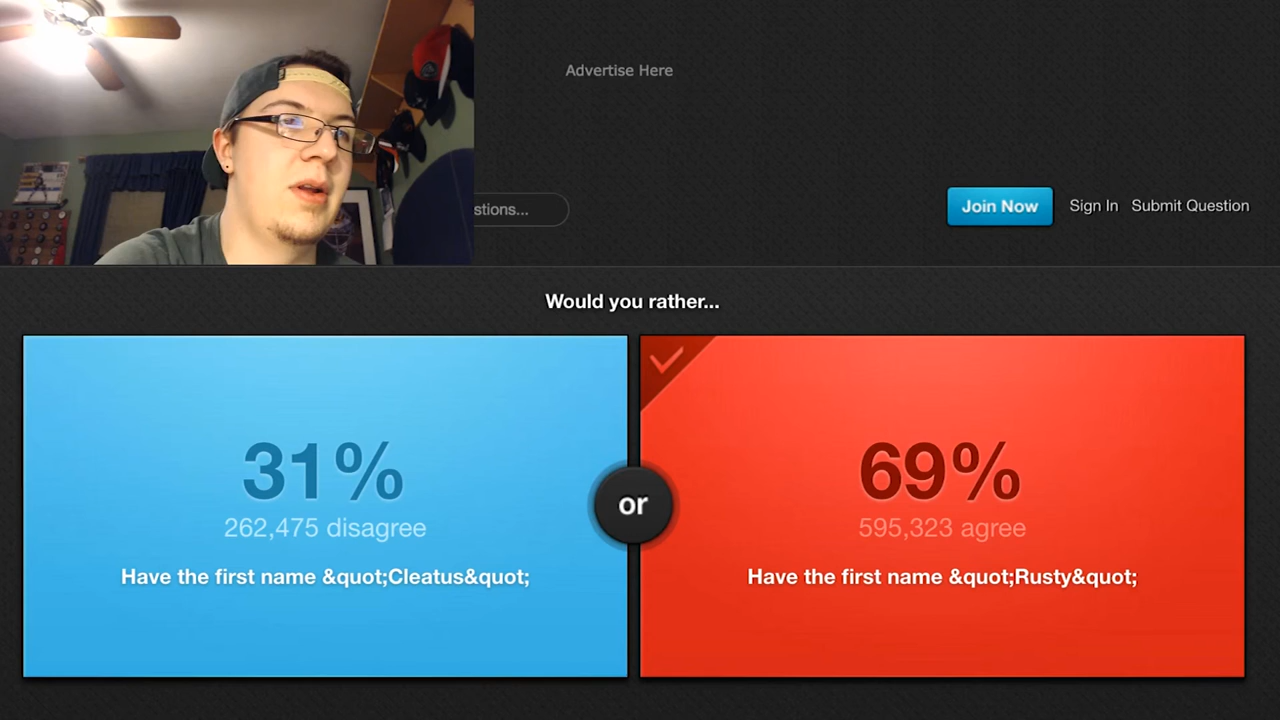 Advertise Here
stions...
Join Now
Sign In
Submit Question
Would you rather...
31%
262,475 disagree
Have the first name &quot;Cleatus&quot;
or
69%
595,323 agree
Have the first name &quot;Rusty&quot;